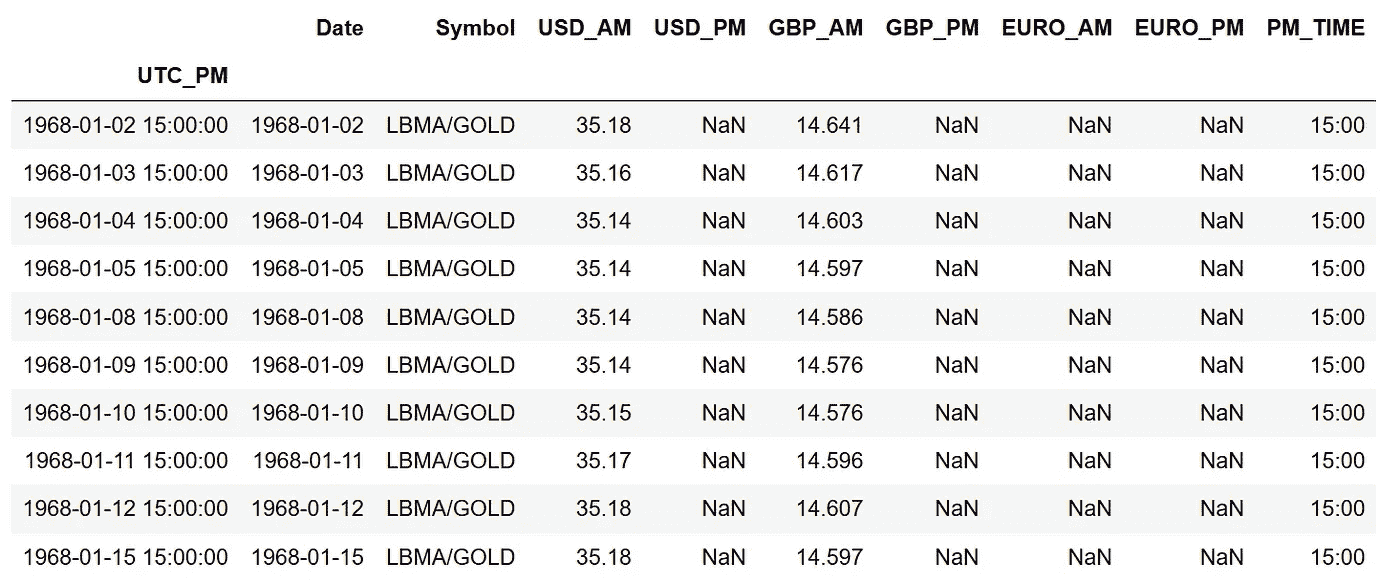 Date Symbol USD_AM USD_PM GBP_AM GBP_PM EURO_AM EURO_PM PM_TIME
UTC_PM
1968-01-02 15:00:00 1968-01-02 LBMA/GOLD 35.18 NaN 14.641 NaN NaN NaN 15:00
1968-01-03 15:00:00 1968-01-03 LBMA/GOLD 35.16 NaN 14.617 NaN NaN NaN 15:00
1968-01-04 15:00:00 1968-01-04 LBMA/GOLD 35.14 NaN 14.603 NaN NaN NaN 15:00
1968-01-05 15:00:00 1968-01-05 LBMA/GOLD 35.14 NaN 14.597 NaN NaN NaN 15:00
1968-01-08 15:00:00 1968-01-08 LBMA/GOLD 35.14 NaN 14.586 NaN NaN NaN 15:00
1968-01-09 15:00:00 1968-01-09 LBMA/GOLD 35.14 NaN 14.576 NaN NaN NaN 15:00
1968-01-10 15:00:00 1968-01-10 LBMA/GOLD 35.15 NaN 14.576 NaN NaN NaN 15:00
1968-01-11 15:00:00 1968-01-11 LBMA/GOLD 35.17 NaN 14.596 NaN NaN NaN 15:00
1968-01-12 15:00:00 1968-01-12 LBMA/GOLD 35.18 NaN 14.607 NaN NaN NaN 15:00
1968-01-15 15:00:00 1968-01-15 LBMA/GOLD 35.18 NaN 14.597 NaN NaN NaN 15:00